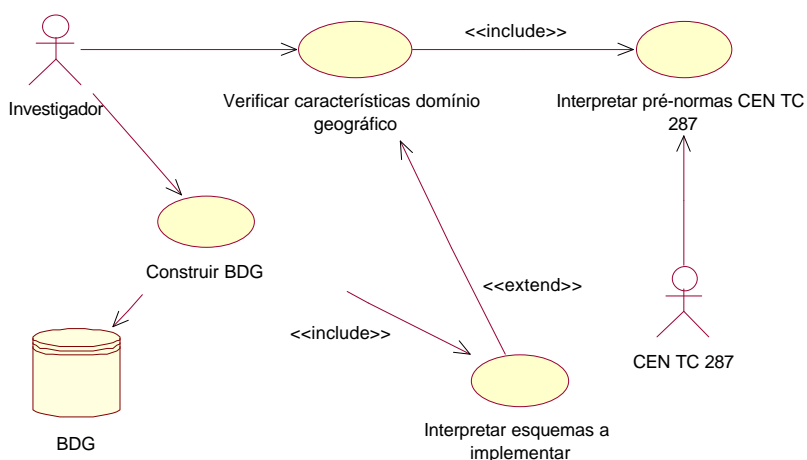 <<include>>
Investigador
Verificar características domínio
geográfico
Interpretar pré-normas CEN TC
287
Construir BDG
<<extend>>
<<include>>
CEN TC 287
BDG
Interpretar esquemas a
implementar